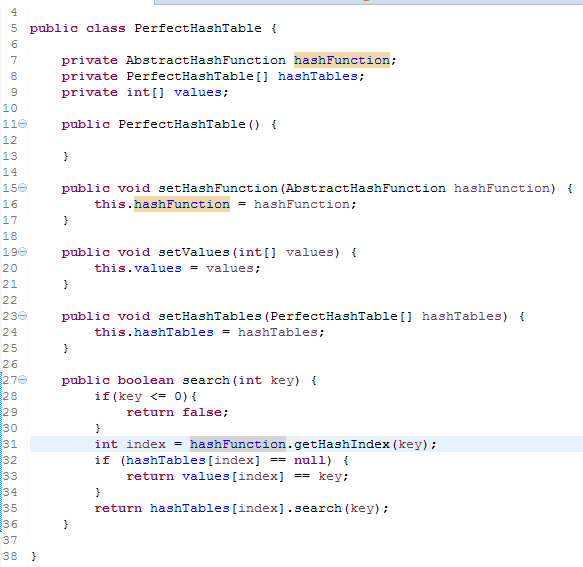 4
5 public class PerfectHashTable {
6
7     private AbstractHashFunction hashFunction;
8     private PerfectHashTable[] hashTables;
9     private int[] values;
10
11     public PerfectHashTable() {
12
13     }
14
15     public void setHashFunction(AbstractHashFunction hashFunction) {
16         this.hashFunction = hashFunction;
17     }
18
19     public void setValues(int[] values) {
20         this.values = values;
21     }
22
23     public void setHashTables(PerfectHashTable[] hashTables) {
24         this.hashTables = hashTables;
25     }
26
27     public boolean search(int key) {
28         if(key <= 0){
29             return false;
30         }
31         int index = hashFunction.getHashIndex(key);
32         if (hashTables[index] == null) {
33             return values[index] == key;
34         }
35         return hashTables[index].search(key);
36     }
37
38 }